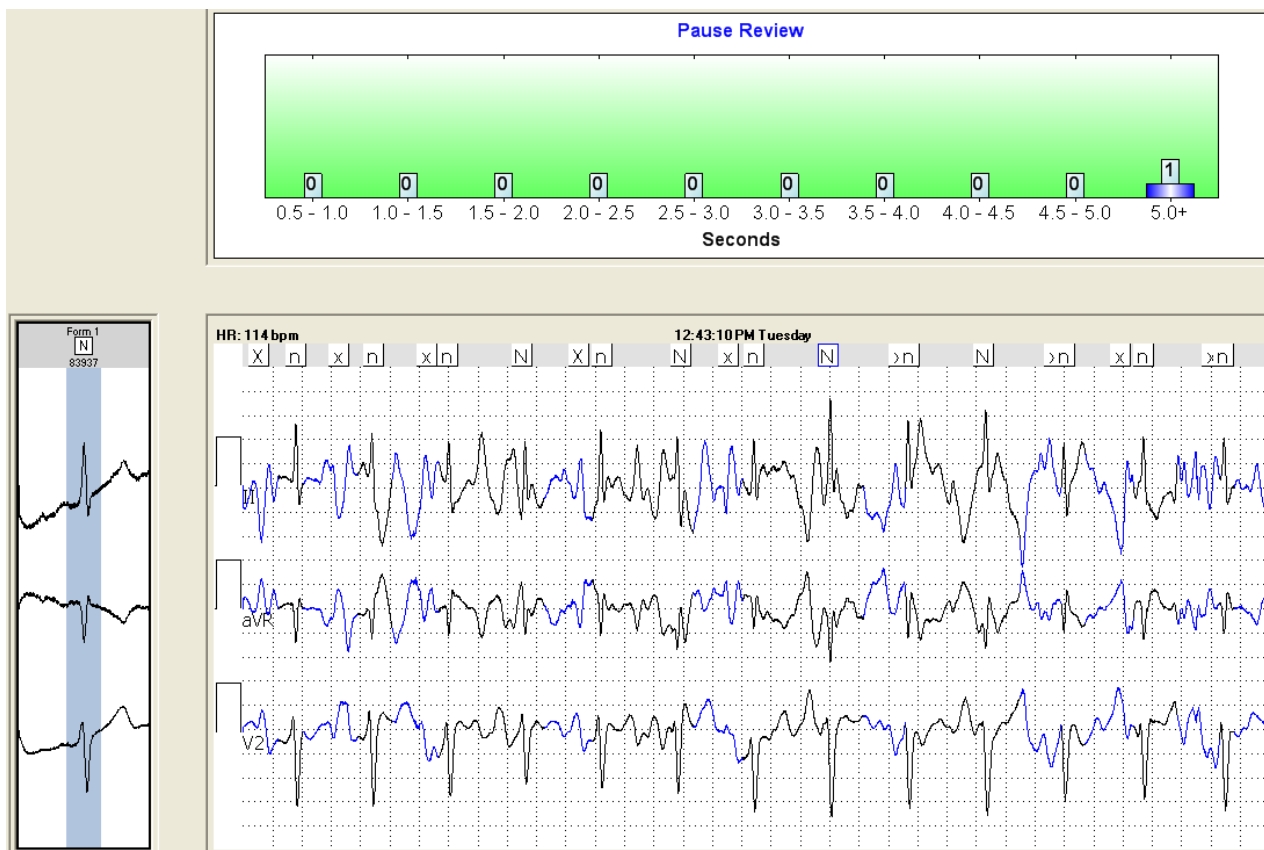 Pause Review
0 0 0 0 0 0 0 0 0 1
0.5 - 1.0 1.0 - 1.5 1.5 - 2.0 2.0 - 2.5 2.5 - 3.0 3.0 - 3.5 3.5 - 4.0 4.0 - 4.5 4.5 - 5.0 5.0+
Seconds
Form 1
N
83937
HR: 114 bpm 12:43:10 PM Tuesday
X n x n x n N X n N x n N n N n x n x n
aVR
V2